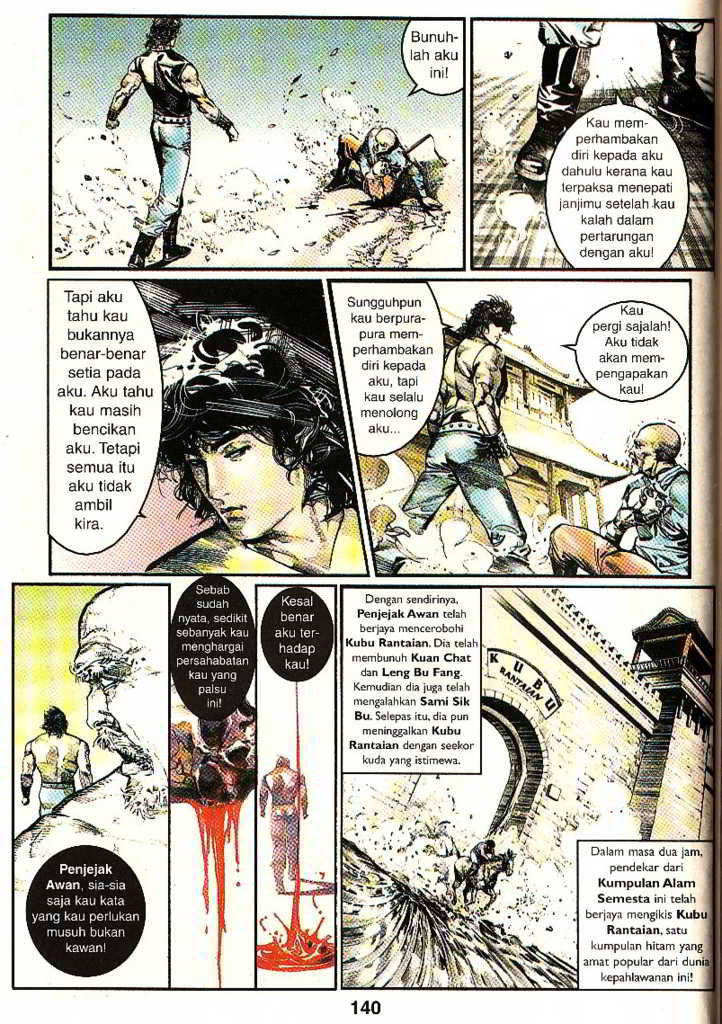 Bunuh-
lah aku
ini!
Kau mem-
perhambakan
diri kepada aku
dahulu kerana kau
terpaksa menepati
janjimu setelah kau
kalah dalam
pertarungan
dengan aku!
Tapi aku
tahu kau
bukannya
benar-benar
setia pada
aku. Aku tahu
kau masih
bencikan
aku. Tetapi
semua itu
aku tidak
ambil
kira.
Sungguhpun
kau berpura-
pura mem-
perhambakan
diri kepada
aku, tapi
kau selalu
menolong
aku...
Kau
pergi sajalah!
Aku tidak
akan mem-
pengapakan
kau!
Penjejak
Awan, sia-sia
saja kau kata
yang kau perlukan
musuh bukan
kawan!
Sebab
sudah
nyata, sedikit
sebanyak kau
menghargai
persahabatan
kau yang
palsu
ini!
Kesal
benar
aku ter-
hadap
kau!
Dengan sendirinya,
Penjejak Awan telah
berjaya mencerobohi
Kubu Rantaian. Dia telah
membunuh Kuan Chat
dan Leng Bu Fang.
Kemudian dia juga telah
mengalahkan Sami Sik
Bu. Selepas itu, dia pun
meninggalkan Kubu
Rantaian dengan seekor
kuda yang istimewa.
KUBU
RANTAIAN
Dalam masa dua jam,
pendekar dari
Kumpulan Alam
Semesta ini telah
berjaya mengikis Kubu
Rantaian, satu
kumpulan hitam yang
amat popular dari dunia
kepahlawanan ini!
140